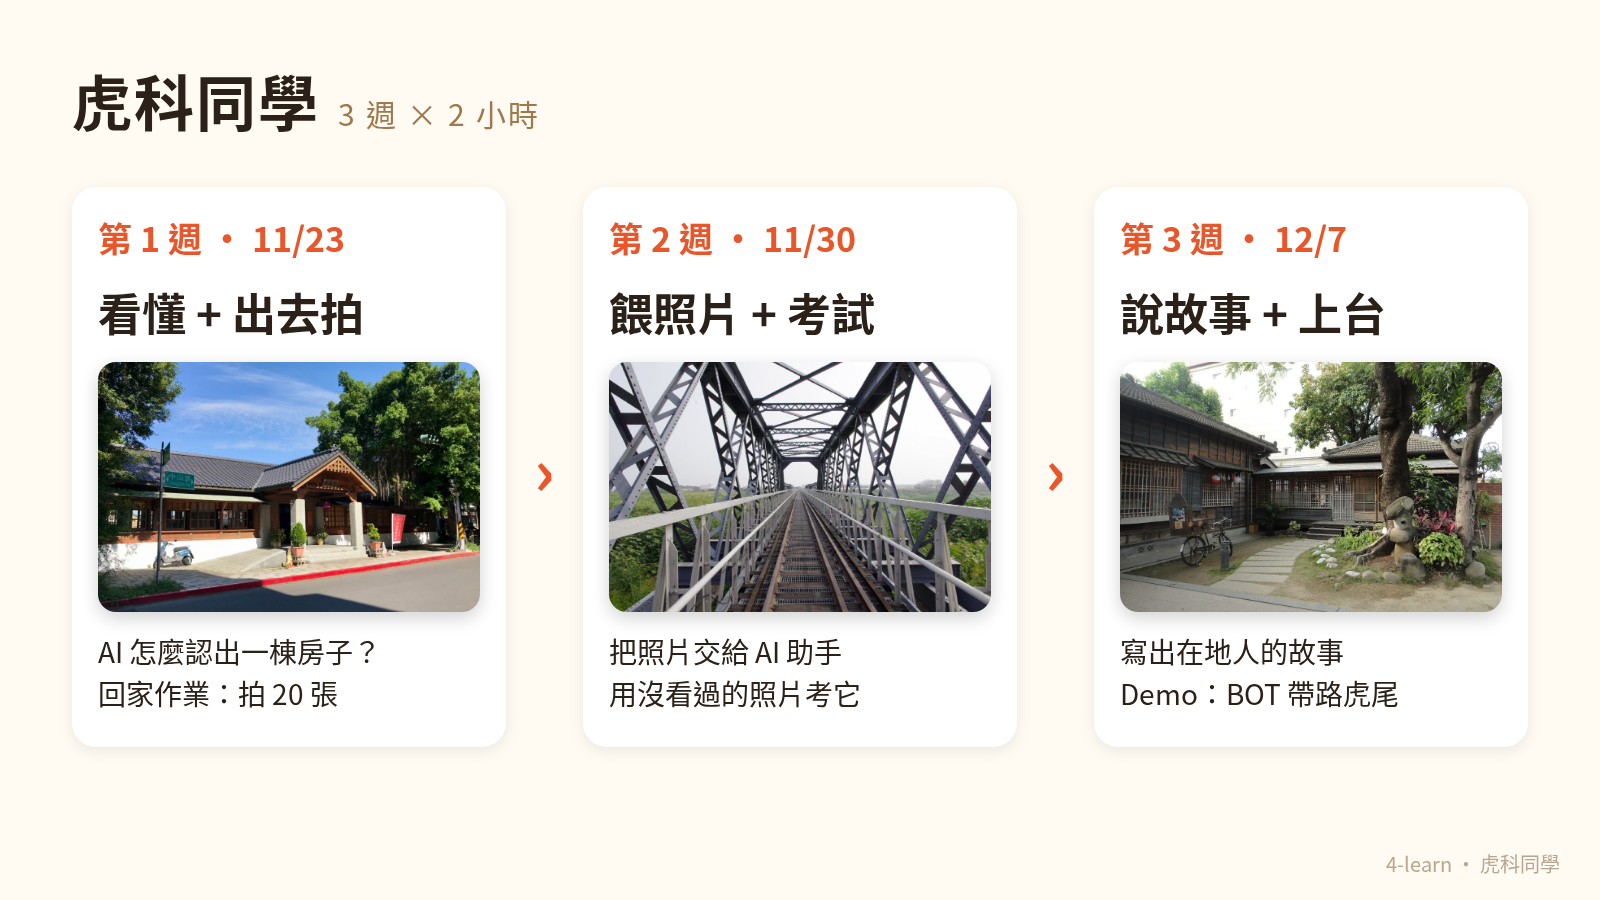 虎科同學 3 週 × 2 小時
第 1 週 · 11/23
看懂 + 出去拍
AI 怎麼認出一棟房子？
回家作業：拍 20 張
›
第 2 週 · 11/30
餵照片 + 考試
把照片交給 AI 助手
用沒看過的照片考它
›
第 3 週 · 12/7
說故事 + 上台
寫出在地人的故事
Demo：BOT 帶路虎尾
4-learn · 虎科同學